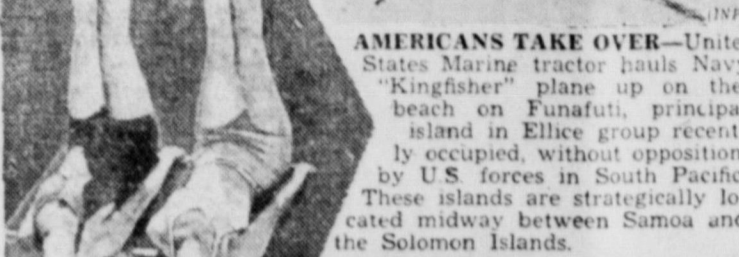 (INP
AMERICANS TAKE OVER—Unite
States Marine tractor hauls Nav
"Kingfisher" plane up on the
beach on Funafuti, principa
island in Ellice group recent
ly occupied, without opposition
by U.S. forces in South Pacific
These islands are strategically lo
cated midway between Samoa and
the Solomon Islands.